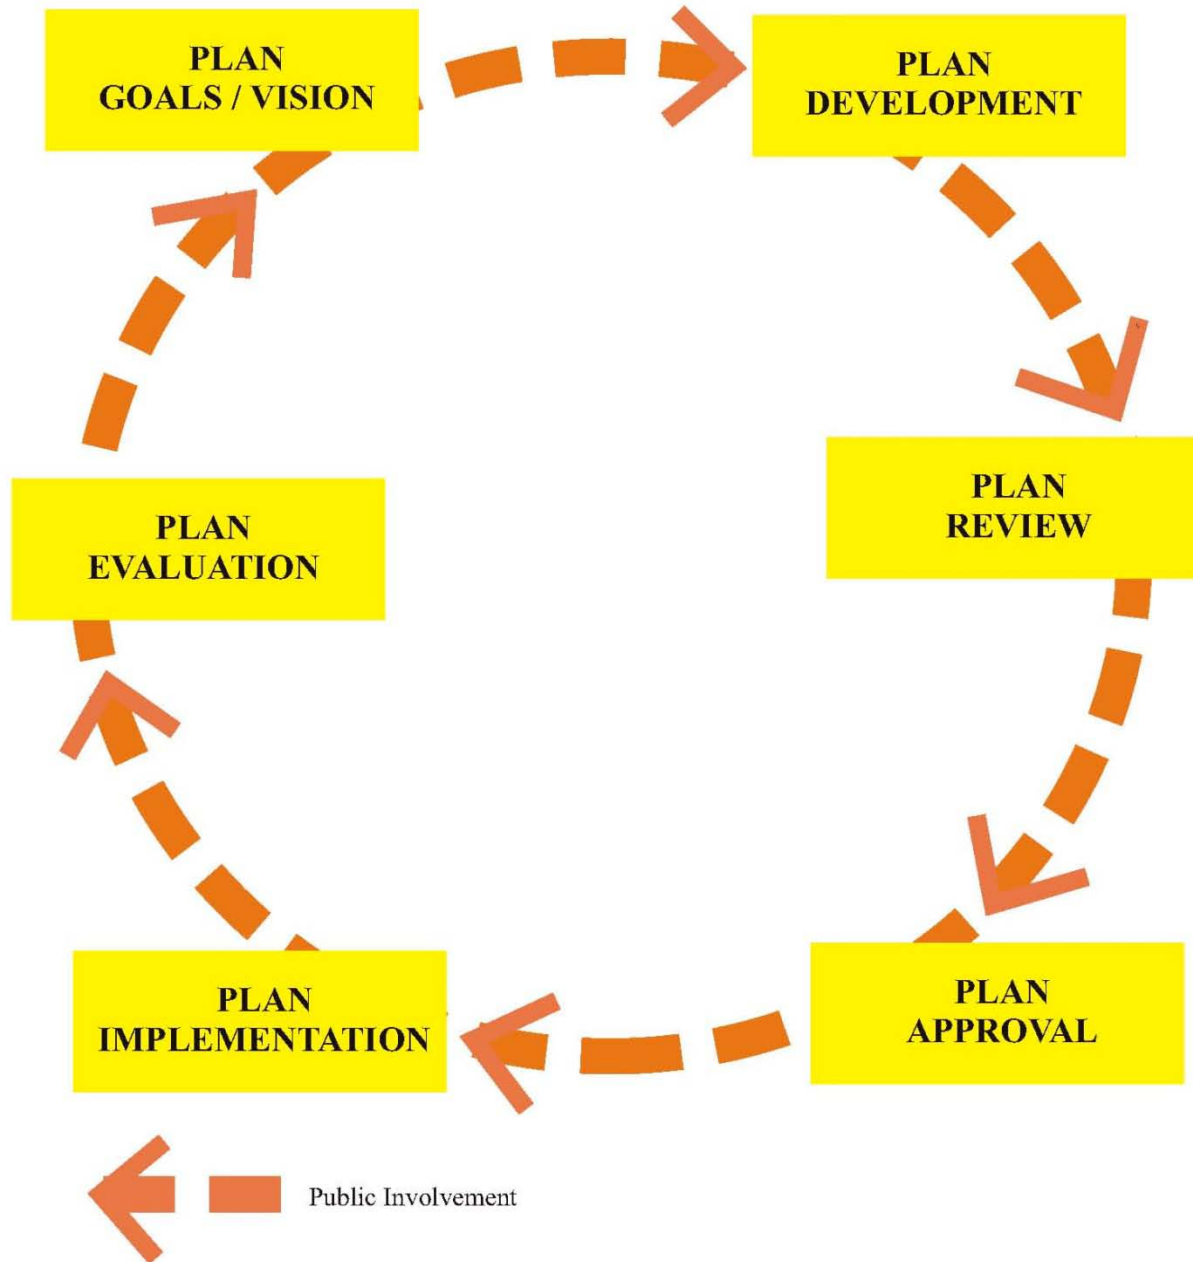 PLAN
GOALS / VISION
PLAN
DEVELOPMENT
PLAN
REVIEW
PLAN
EVALUATION
PLAN
APPROVAL
PLAN
IMPLEMENTATION
Public Involvement